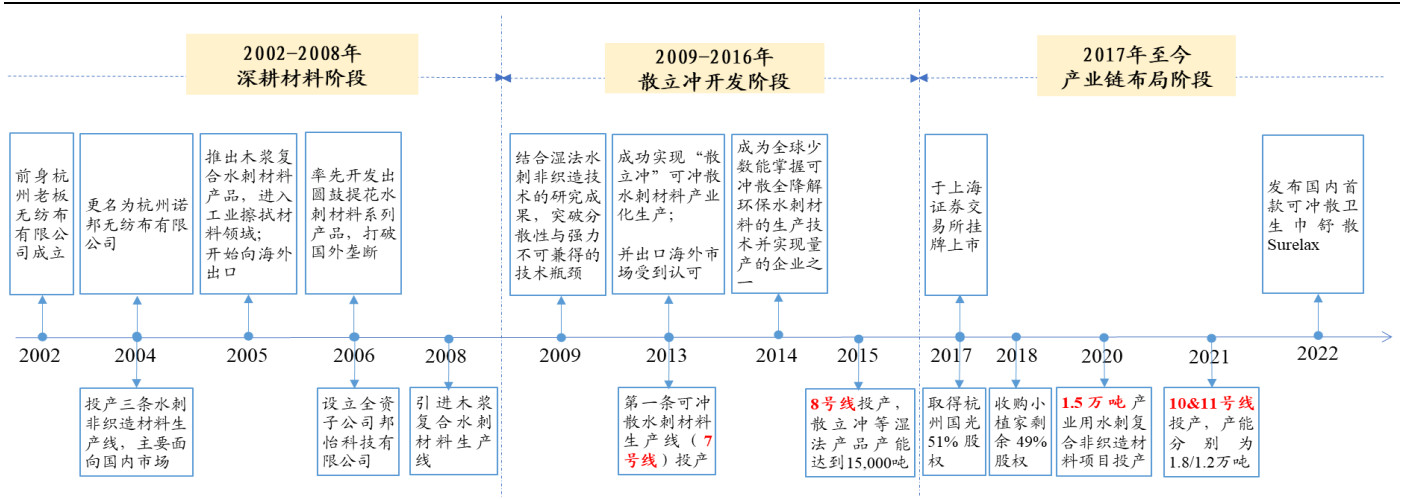 2002-2008年
深耕材料阶段
2009-2016年
散立冲开发阶段
2017年至今
产业链布局阶段
前身杭
州老板
无纺布
有限公
司成立
更名为杭州诺
邦无纺布有限
公司
推出木浆复
合水刺材料
产品，进入
工业擦拭材
料领域；
开始向海外
出口
率先开发出
圆鼓提花水
刺材料系列
产品，打破
国外垄断
结合湿法水
刺非织造技
术的研究成
果，突破分
散性与强力
不可兼得的
技术瓶颈
成功实现“散
立冲”可冲
散水刺材料产
业化生产；
并出口海外市
场受到认可
成为全球少
数能掌握可
冲散全降解
环保水刺材
料的生产技
术并实现量
产的企业之
一
于上海
证券交
易所挂
牌上市
发布国内首
款可冲散卫
生巾舒散
Surelax
2002
2004
2005
2006
2008
2009
2013
2014
2015
2017
2018
2020
2021
2022
投产三条水刺
非织造材料生
产线，主要面
向国内市场
设立全资
子公司邦
怡科技有
限公司
引进木浆
复合水刺
材料生产
线
第一条可冲
散水刺材料
生产线（7
号线）投产
8号线投产，
散立冲等湿
法产品产能
达到15,000吨
取得杭
州国光
51%股
权
收购小
植家剩
余49%
股权
1.5万吨产
业用水刺复
合非织造材
料项目投产
10&11号线
投产，产能
分别为
1.8/1.2万吨